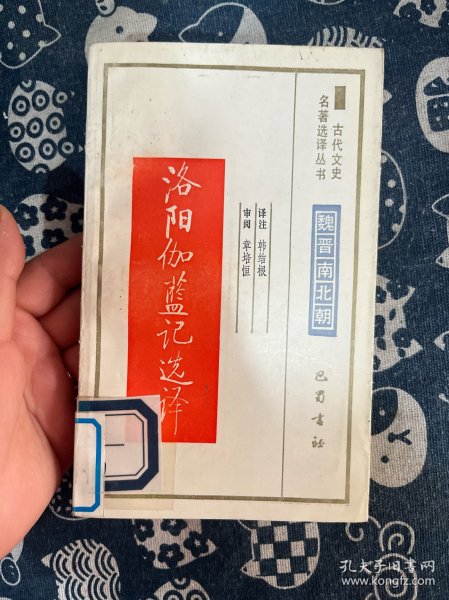 古代文史
名著选译丛书
魏晋南北朝
巴蜀书社
译注 韩结根
审阅 章培恒
洛阳伽蓝记选译
孔夫子旧书网
www.kongfz.com